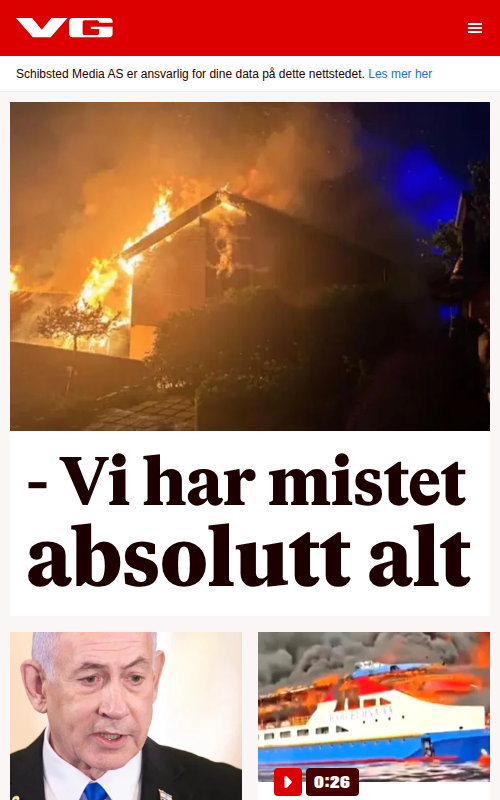 VG
Schibsted Media AS er ansvarlig for dine data på dette nettstedet. Les mer her
- Vi har mistet
absolutt alt
0:26